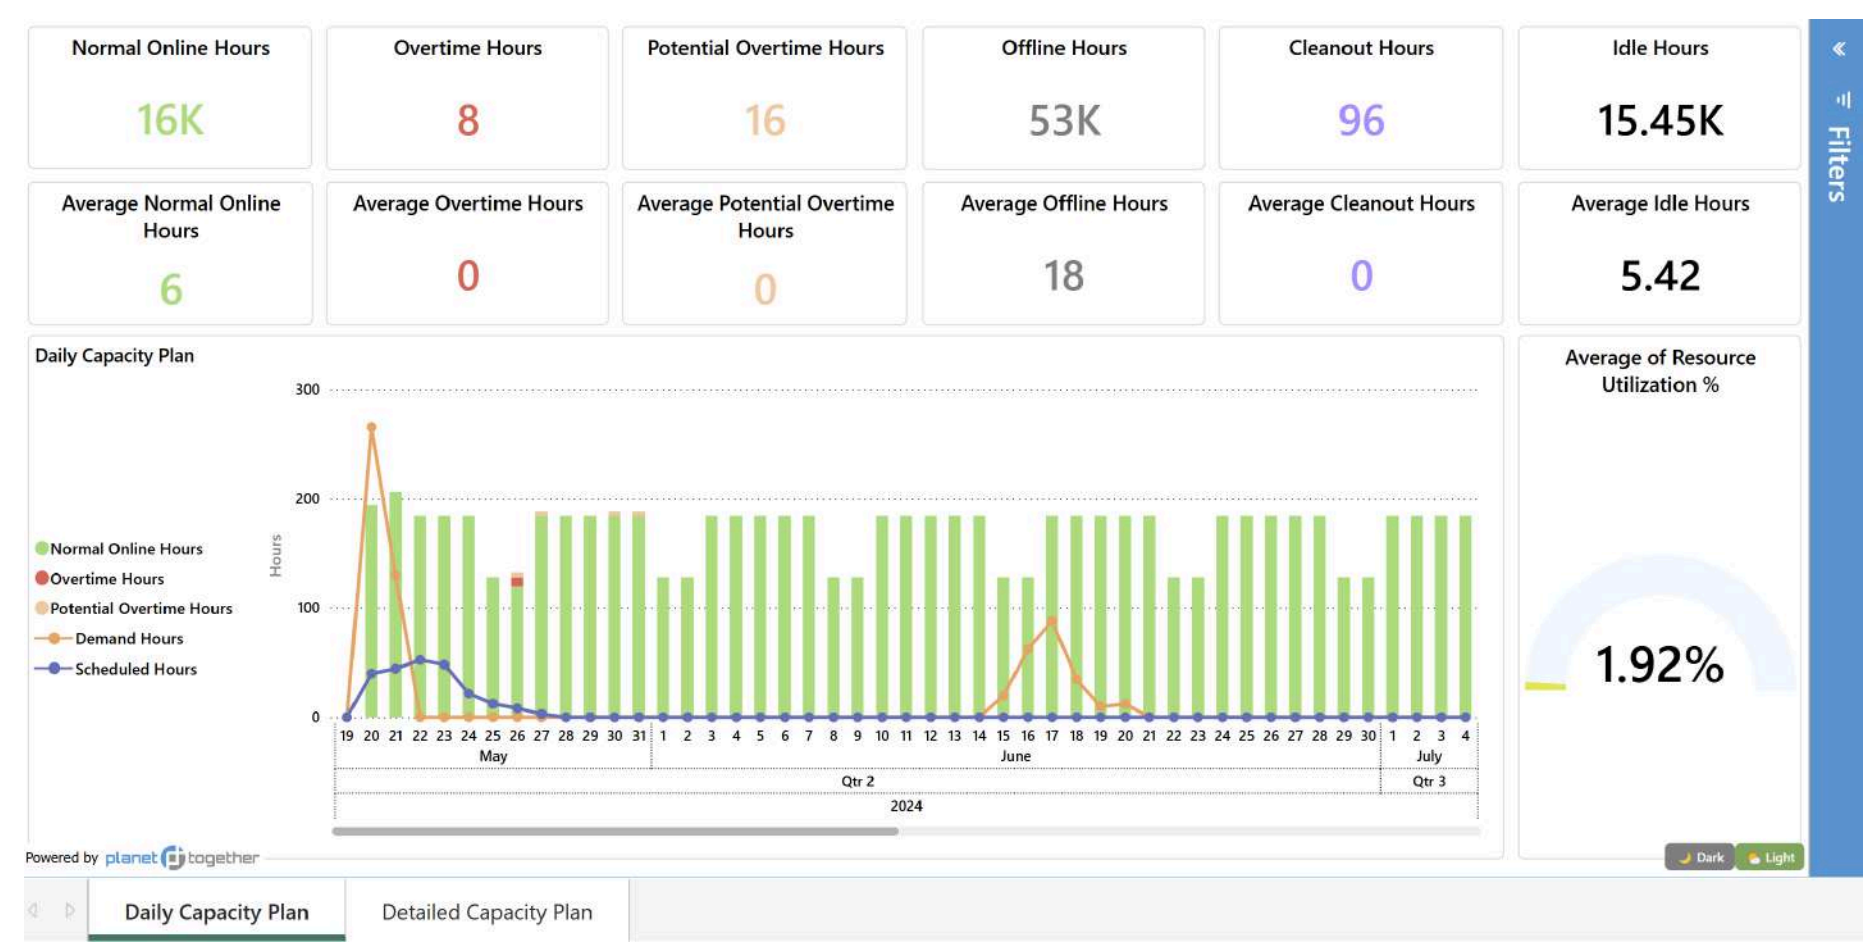 Normal Online Hours
16K
Overtime Hours
8
Potential Overtime Hours
16
Offline Hours
53K
Cleanout Hours
96
Idle Hours
15.45K
Average Normal Online
Hours
6
Average Overtime Hours
0
Average Potential Overtime
Hours
0
Average Offline Hours
18
Average Cleanout Hours
0
Average Idle Hours
5.42
Filters
Daily Capacity Plan
Normal Online Hours
Overtime Hours
Potential Overtime Hours
Demand Hours
Scheduled Hours
Hours
300
200
100
0
19 20 21 22 23 24 25 26 27 28 29 30 31 1 2 3 4 5 6 7 8 9 10 11 12 13 14 15 16 17 18 19 20 21 22 23 24 25 26 27 28 29 30 1 2 3 4
May June July
Qtr 2 Qtr 3
2024
Average of Resource
Utilization %
1.92%
Powered by planet together
Dark Light
Daily Capacity Plan Detailed Capacity Plan